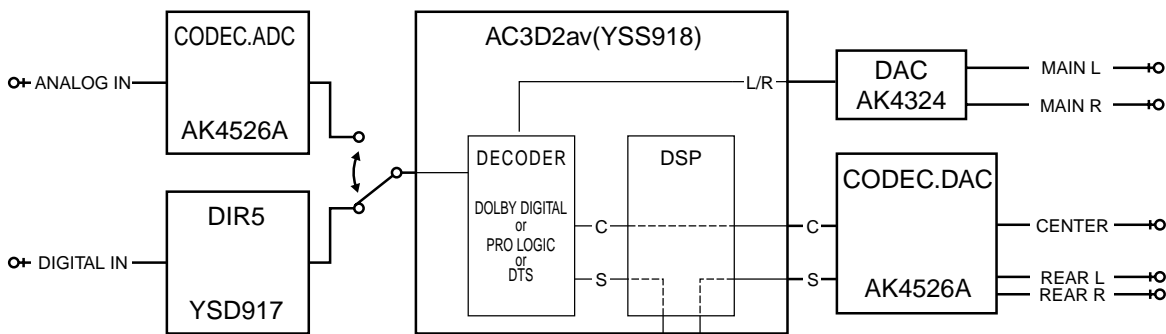 CODEC.ADC
AK4526A
ANALOG IN
DIR5
YSD917
DIGITAL IN
AC3D2av(YSS918)
L/R
DECODER
DOLBY DIGITAL
or
PRO LOGIC
or
DTS
C
S
DSP
DAC
AK4324
MAIN L
MAIN R
CODEC.DAC
AK4526A
C
S
CENTER
REAR L
REAR R